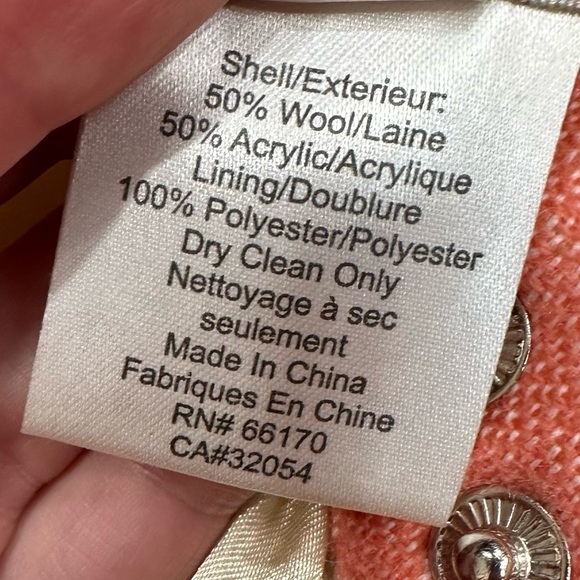 Shell/Exterieur:
50% Wool/Laine
50% Acrylic/Acrylique
Lining/Doublure
100% Polyester/Polyester
Dry Clean Only
Nettoyage à sec
seulement
Made In China
Fabriques En Chine
RN# 66170
CA#32054